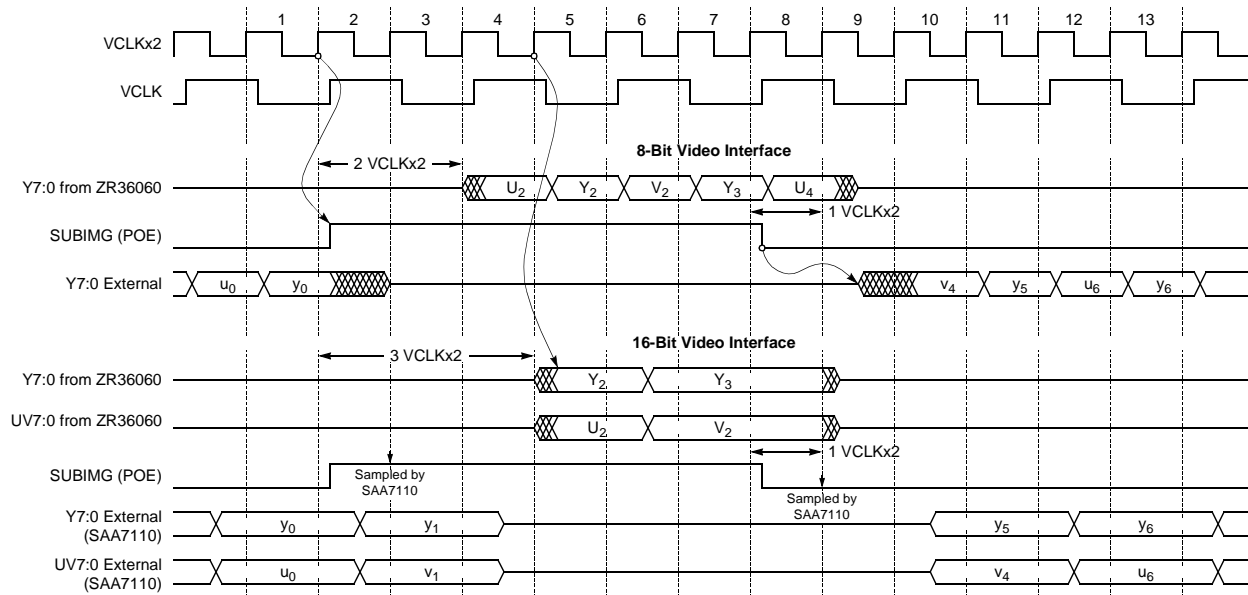 1 2 3 4 5 6 7 8 9 10 11 12 13
VCLKx2
VCLK
2 VCLKx2
8-Bit Video Interface
Y7:0 from ZR36060
U2 Y2 V2 Y3 U4
1 VCLKx2
SUBIMG (POE)
Y7:0 External
u0 y0 v4 y5 u6 y6
3 VCLKx2
16-Bit Video Interface
Y7:0 from ZR36060
Y2 Y3
UV7:0 from ZR36060
U2 V2
1 VCLKx2
SUBIMG (POE)
Sampled by
SAA7110
Sampled by
SAA7110
Y7:0 External
(SAA7110)
y0 y1 y5 y6
UV7:0 External
(SAA7110)
u0 v1 v4 u6